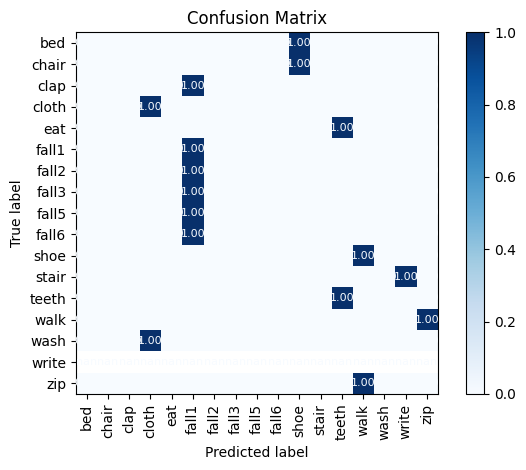 Confusion Matrix
bed 1.00
chair 1.00
clap 1.00
cloth 1.00
eat 1.00
fall1 1.00
fall2 1.00
fall3 1.00
fall5 1.00
fall6 1.00
shoe 1.00
stair 1.00
teeth 1.00
walk 1.00
wash 1.00
write
zip 1.00
True label
bed chair clap cloth eat fall1 fall2 fall3 fall5 fall6 shoe stair teeth walk wash write zip
Predicted label
1.0
0.8
0.6
0.4
0.2
0.0